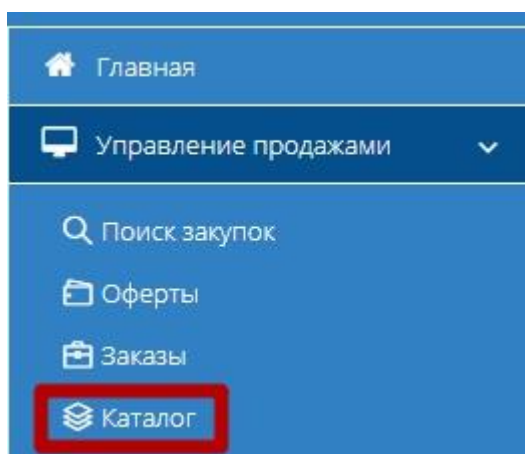 Главная
Управление продажами
Поиск закупок
Оферты
Заказы
Каталог